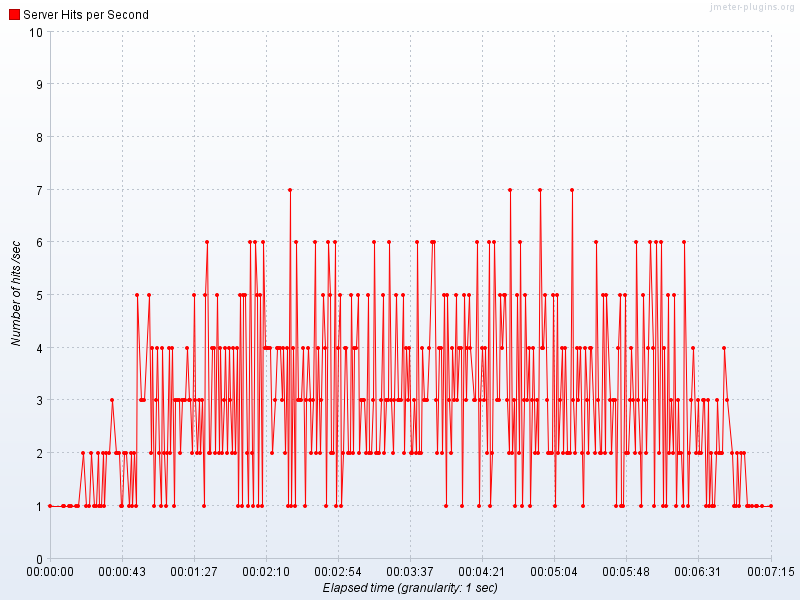 jmeter-plugins.org
Server Hits per Second
10
9
8
7
6
5
4
3
2
1
0
Number of hits /sec
00:00:00 00:00:43 00:01:27 00:02:10 00:02:54 00:03:37 00:04:21 00:05:04 00:05:48 00:06:31 00:07:15
Elapsed time (granularity: 1 sec)